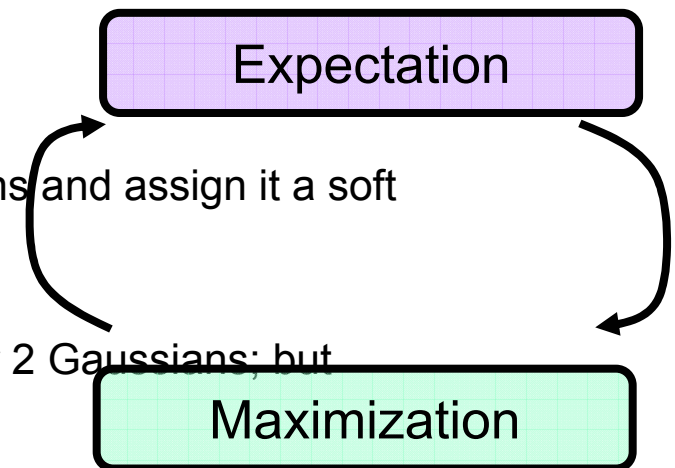 Expectation
and assign it a soft
2 Gaussians; but
Maximization